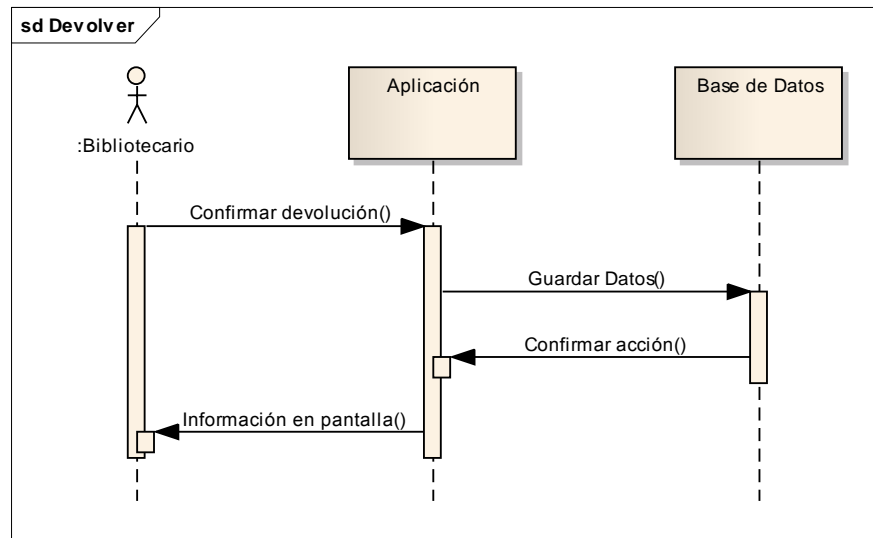 sd Devolver
:Bibliotecario
Aplicación
Base de Datos
Confirmar devolución()
Guardar Datos()
Confirmar acción()
Información en pantalla()